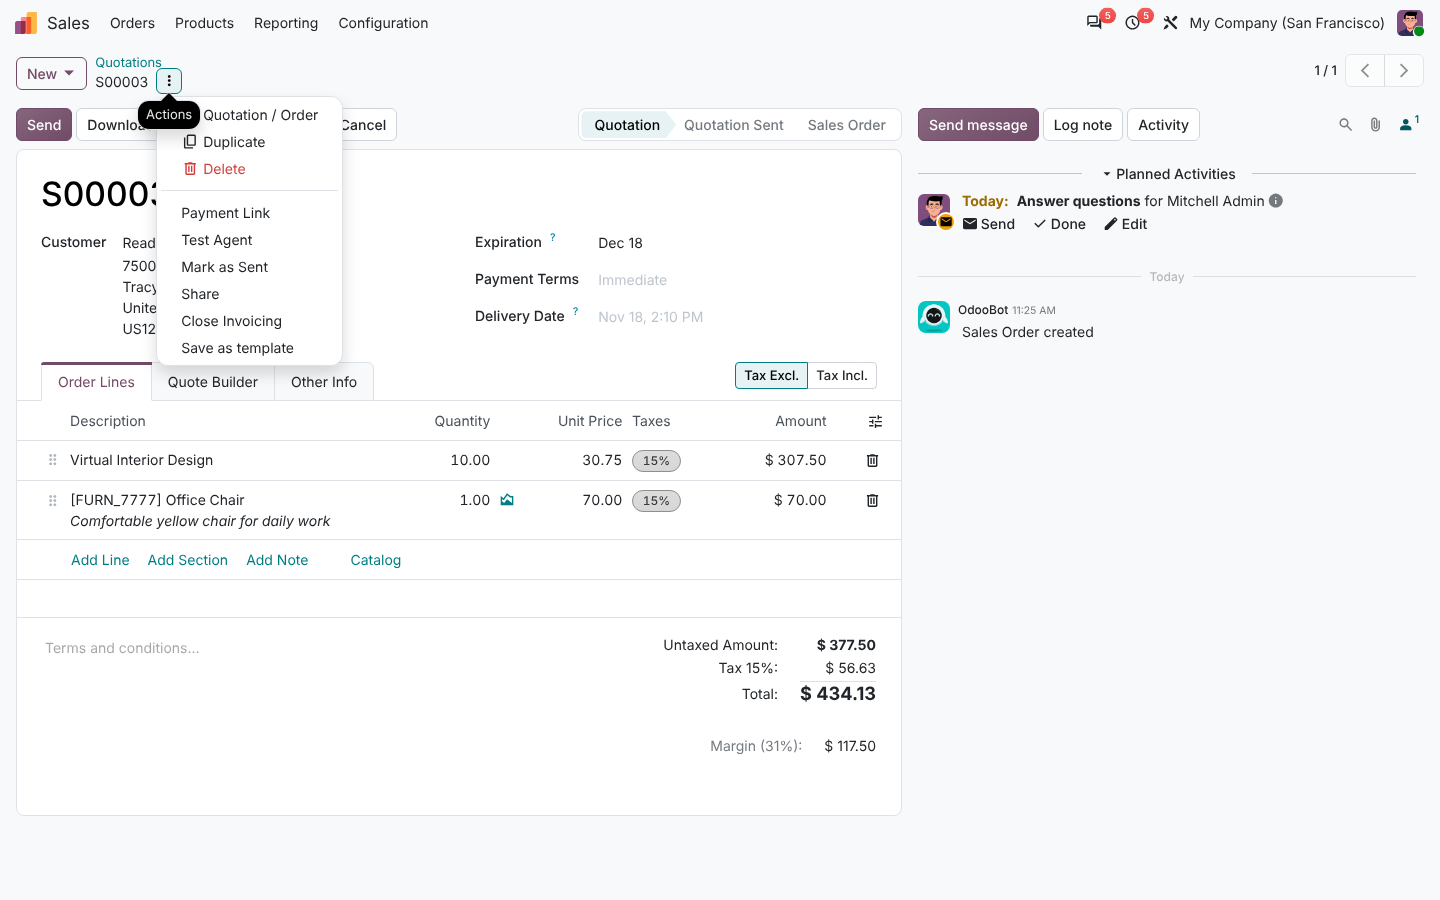 Sales Orders Products Reporting Configuration 5 5 My Company (San Francisco)
New Quotations
S00003 1 / 1
Actions
Send Quotation / Order Cancel Quotation Quotation Sent Sales Order Send message Log note Activity 1
Duplicate
Delete
Payment Link
Test Agent
Mark as Sent
Share
Close Invoicing
Save as template
S00003
Customer Read
7500
Tracy
Unite
US12
Expiration ? Dec 18
Payment Terms Immediate
Delivery Date ? Nov 18, 2:10 PM
Order Lines Quote Builder Other Info Tax Excl. Tax Incl.
Description Quantity Unit Price Taxes Amount
Virtual Interior Design 10.00 30.75 15% $ 307.50
[FURN_7777] Office Chair 1.00 70.00 15% $ 70.00
Comfortable yellow chair for daily work
Add Line Add Section Add Note Catalog
Terms and conditions...
Untaxed Amount: $ 377.50
Tax 15%: $ 56.63
Total: $ 434.13
Margin (31%): $ 117.50
Planned Activities
Today: Answer questions for Mitchell Admin
Send Done Edit
Today
OdooBot 11:25 AM
Sales Order created